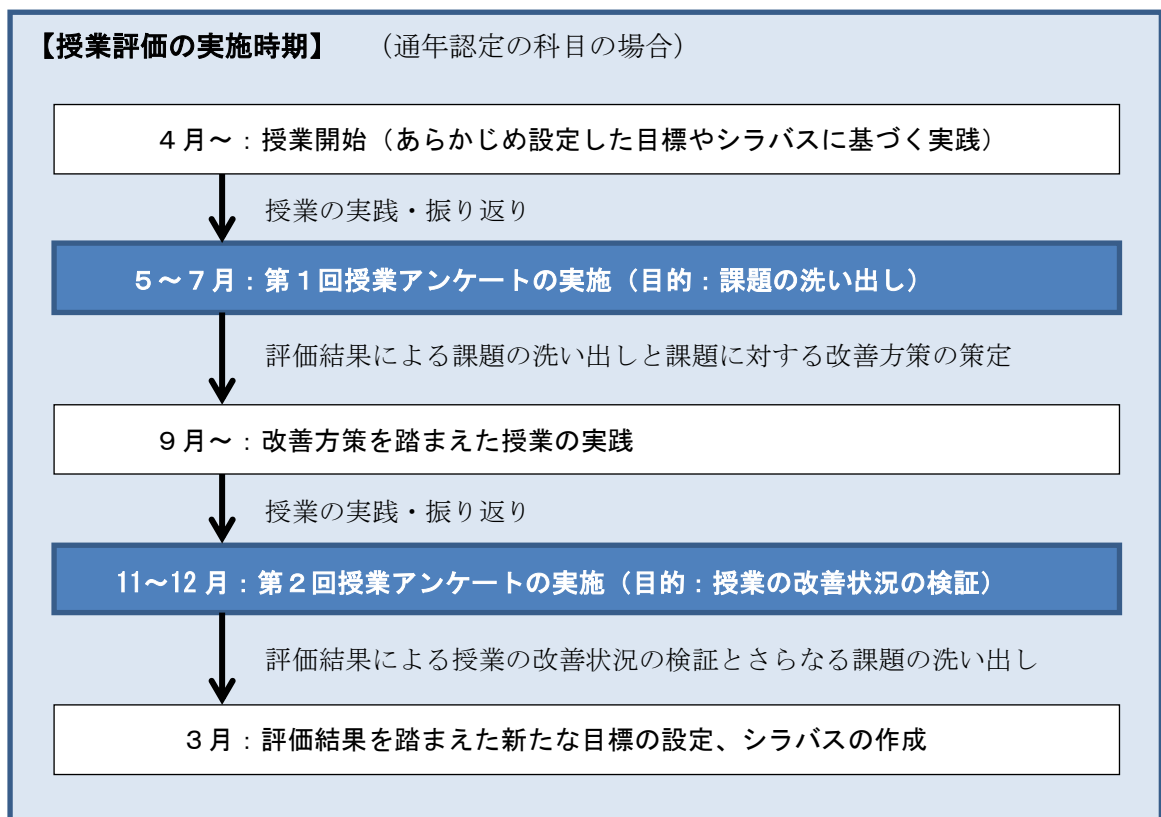 【授業評価の実施時期】　（通年認定の科目の場合）
４月～：授業開始（あらかじめ設定した目標やシラバスに基づく実践）
授業の実践・振り返り
５～７月：第１回授業アンケートの実施（目的：課題の洗い出し）
評価結果による課題の洗い出しと課題に対する改善方策の策定
９月～：改善方策を踏まえた授業の実践
授業の実践・振り返り
11～12月：第２回授業アンケートの実施（目的：授業の改善状況の検証）
評価結果による授業の改善状況の検証とさらなる課題の洗い出し
３月：評価結果を踏まえた新たな目標の設定、シラバスの作成